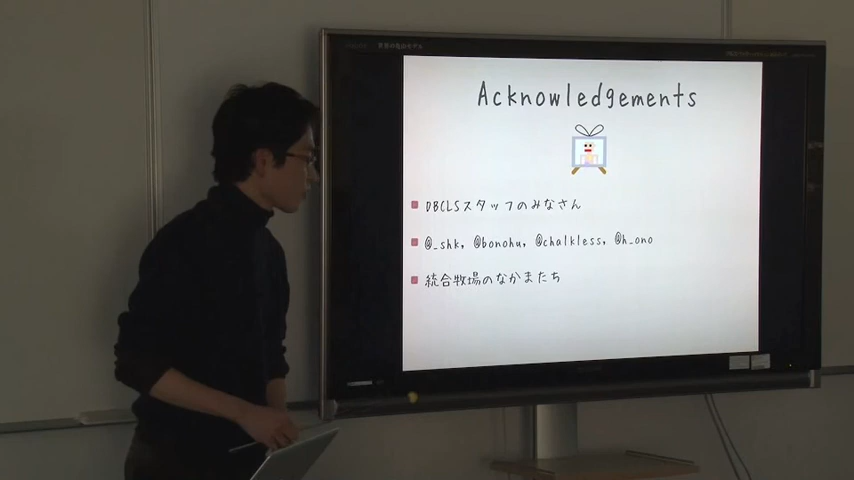 Acknowledgements
DBCLSスタッフのみなさん
@_shk, @bonohu, @chalkless, @h_ono
統合牧場のなかまたち